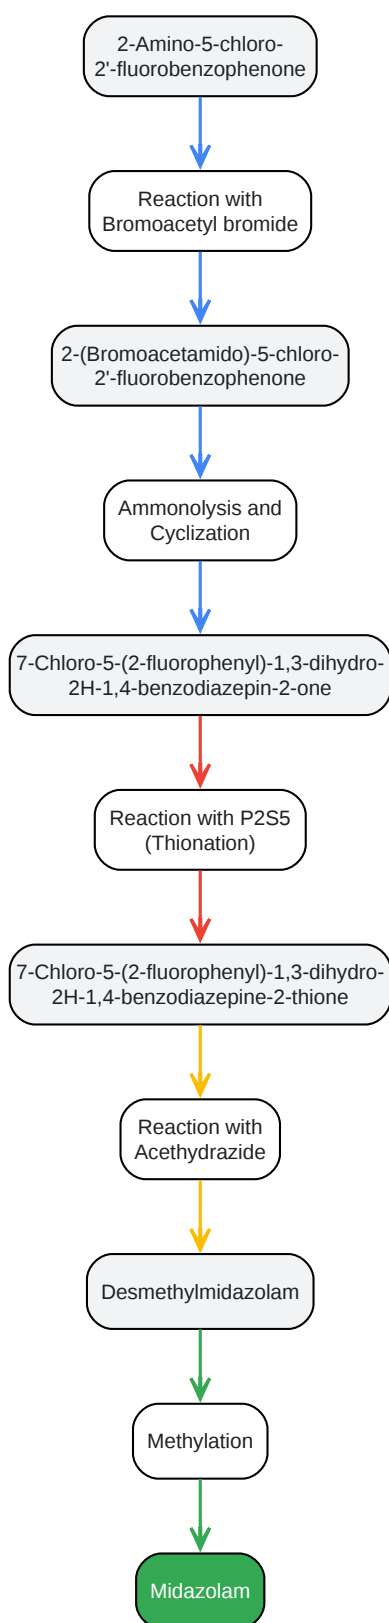 2-Amino-5-chloro-
2'-fluorobenzophenone
Reaction with
Bromoacetyl bromide
2-(Bromoacetamido)-5-chloro-
2'-fluorobenzophenone
Ammonolysis and
Cyclization
7-Chloro-5-(2-fluorophenyl)-1,3-dihydro-
2H-1,4-benzodiazepin-2-one
Reaction with P2S5
(Thionation)
7-Chloro-5-(2-fluorophenyl)-1,3-dihydro-
2H-1,4-benzodiazepine-2-thione
Reaction with
Acethydrazide
Desmethylmidazolam
Methylation
Midazolam